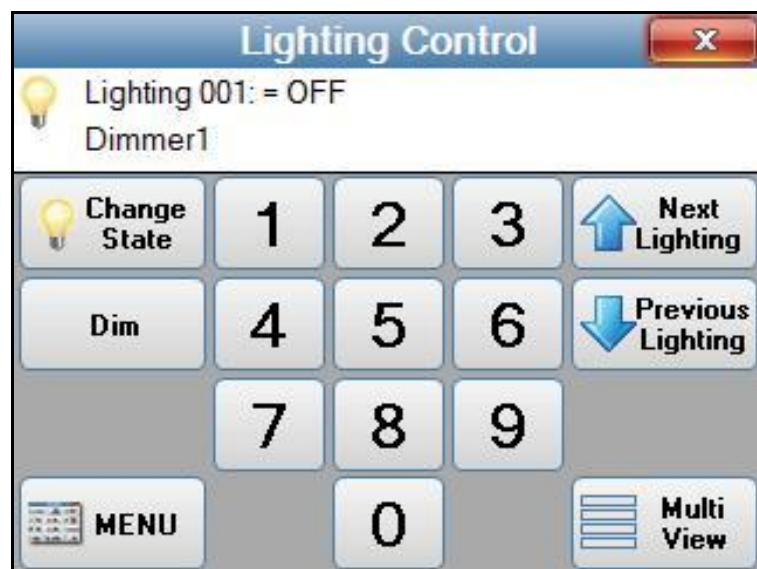 Lighting Control
x
Lighting 001: = OFF
Dimmer1
Change
State
1
2
3
Next
Lighting
Dim
4
5
6
Previous
Lighting
7
8
9
MENU
0
Multi
View